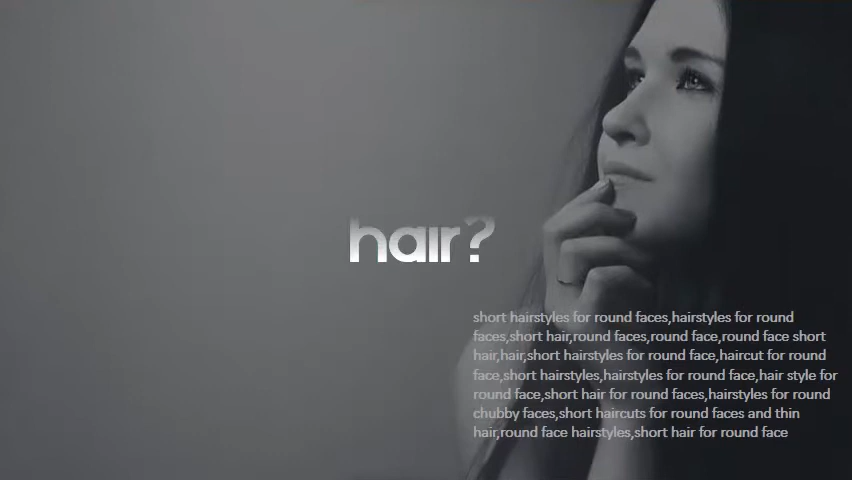 hair?
short hairstyles for round faces,hairstyles for round
faces,short hair,round faces,round face,round face short
hair,hair,short hairstyles for round face,haircut for round
face,short hairstyles,hairstyles for round face,hair style for
round face,short hair for round faces,hairstyles for round
chubby faces,short haircuts for round faces and thin
hair,round face hairstyles,short hair for round face